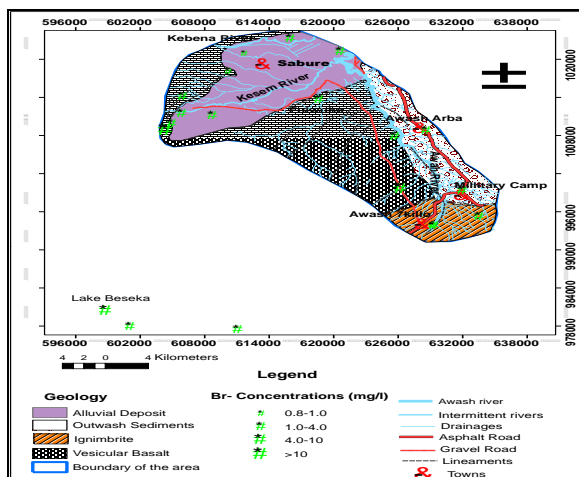 596000 602000 608000 614000 620000 626000 632000 638000
Kebena River
Sabure
Kesem River
Awash Arba
Military Camp
Awash 7killo
Lake Beseka
1020000
1008000
996000
990000
984000
978000
596000 602000 608000 614000 620000 626000 632000 638000
4 2 0 4 Kilometers
Legend
Geology
Alluvial Deposit
Outwash Sediments
Ignimbrite
Vesicular Basalt
Boundary of the area
Br- Concentrations (mg/l)
0.8-1.0
1.0-4.0
4.0-10
>10
Awash river
Intermittent rivers
Drainages
Asphalt Road
Gravel Road
Lineaments
Towns